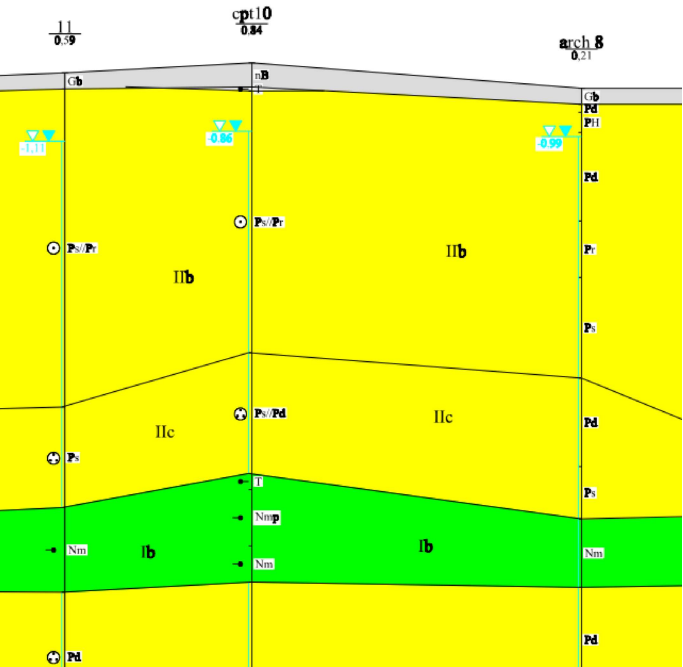 11
0.59
cpt10
0.84
arch 8
0,21
Gb
nB
T
Gb
Pd
PH
-1,11
-0.86
-0.99
Pd
Ps//Pr
Ps//Pr
Pr
IIb
IIb
Ps
IIc
Ps//Pd
IIc
Pd
Ps
T
Ps
Nmp
Nm
Ib
Nm
Ib
Nm
Pd
Pd